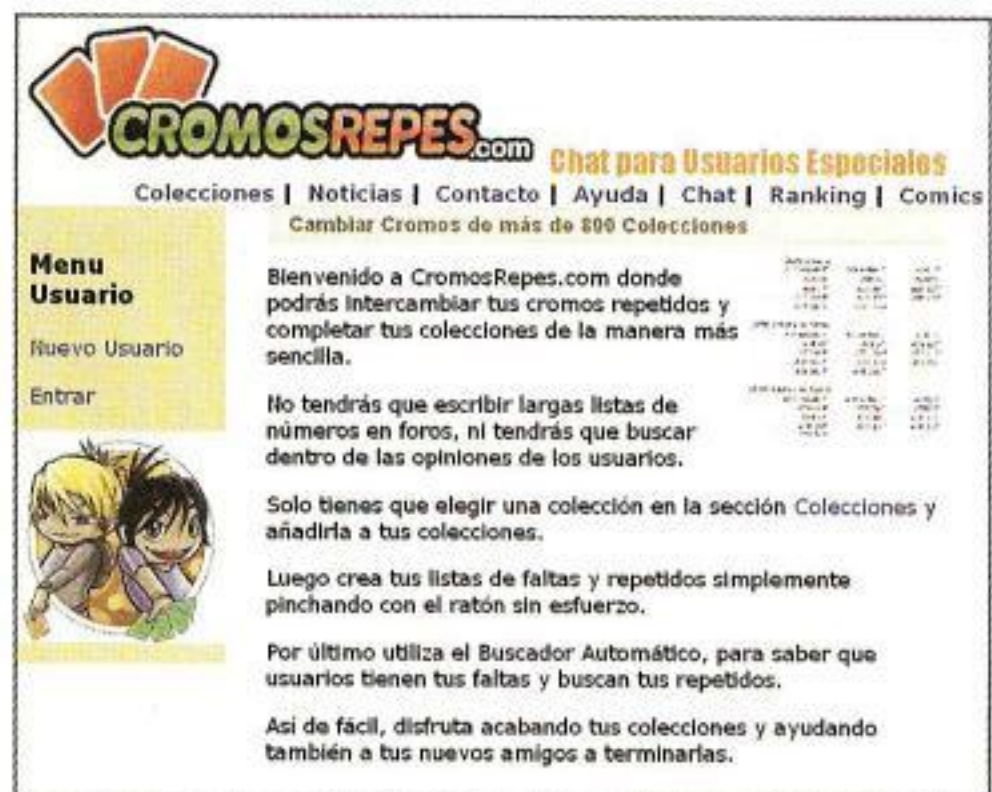 CROMOSREPES.com
Chat para Usuarios Especiales
Colecciones | Noticias | Contacto | Ayuda | Chat | Ranking | Comics
Cambiar Cromos de más de 800 Colecciones
Menu
Usuario
Nuevo Usuario
Entrar
Bienvenido a CromosRepes.com donde
podrás intercambiar tus cromos repetidos y
completar tus colecciones de la manera más
sencilla.
No tendrás que escribir largas listas de
números en foros, ni tendrás que buscar
dentro de las opiniones de los usuarios.
Solo tienes que elegir una colección en la sección Colecciones y
añadirla a tus colecciones.
Luego crea tus listas de faltas y repetidos simplemente
pinchando con el ratón sin esfuerzo.
Por último utiliza el Buscador Automático, para saber que
usuarios tienen tus faltas y buscan tus repetidos.
Así de fácil, disfruta acabando tus colecciones y ayudando
también a tus nuevos amigos a terminarlas.